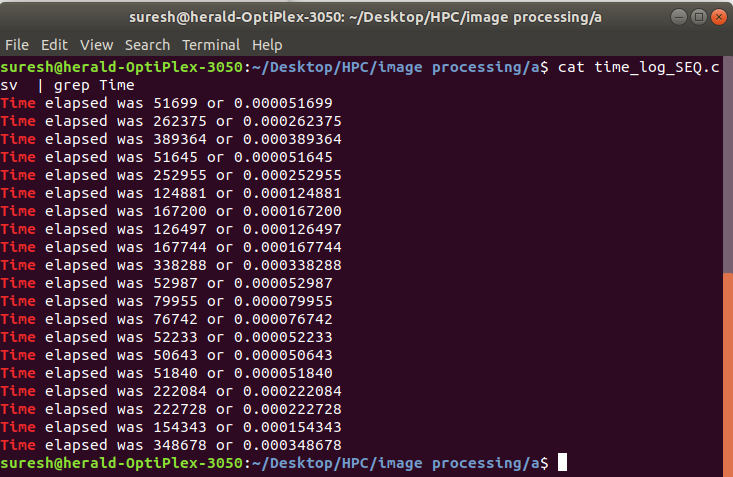 suresh@herald-OptiPlex-3050: ~/Desktop/HPC/image processing/a
File Edit View Search Terminal Help
suresh@herald-OptiPlex-3050:~/Desktop/HPC/image processing/a$ cat time_log_SEQ.c
sv  | grep Time
Time elapsed was 51699 or 0.000051699
Time elapsed was 262375 or 0.000262375
Time elapsed was 389364 or 0.000389364
Time elapsed was 51645 or 0.000051645
Time elapsed was 252955 or 0.000252955
Time elapsed was 124881 or 0.000124881
Time elapsed was 167200 or 0.000167200
Time elapsed was 126497 or 0.000126497
Time elapsed was 167744 or 0.000167744
Time elapsed was 338288 or 0.000338288
Time elapsed was 52987 or 0.000052987
Time elapsed was 79955 or 0.000079955
Time elapsed was 76742 or 0.000076742
Time elapsed was 52233 or 0.000052233
Time elapsed was 50643 or 0.000050643
Time elapsed was 51840 or 0.000051840
Time elapsed was 222084 or 0.000222084
Time elapsed was 222728 or 0.000222728
Time elapsed was 154343 or 0.000154343
Time elapsed was 348678 or 0.000348678
suresh@herald-OptiPlex-3050:~/Desktop/HPC/image processing/a$